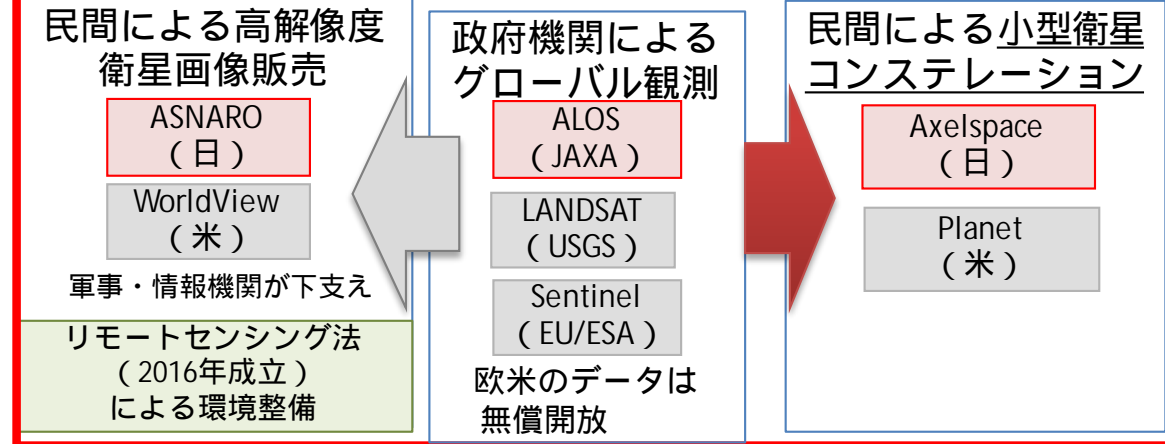 民間による高解像度
衛星画像販売
ASNARO
（日）
WorldView
（米）
軍事・情報機関が下支え
リモートセンシング法
（2016年成立）
による環境整備
政府機関による
グローバル観測
ALOS
（JAXA）
LANDSAT
（USGS）
Sentinel
（EU/ESA）
欧米のデータは
無償開放
民間による小型衛星
コンステレーション
Axelspace
（日）
Planet
（米）